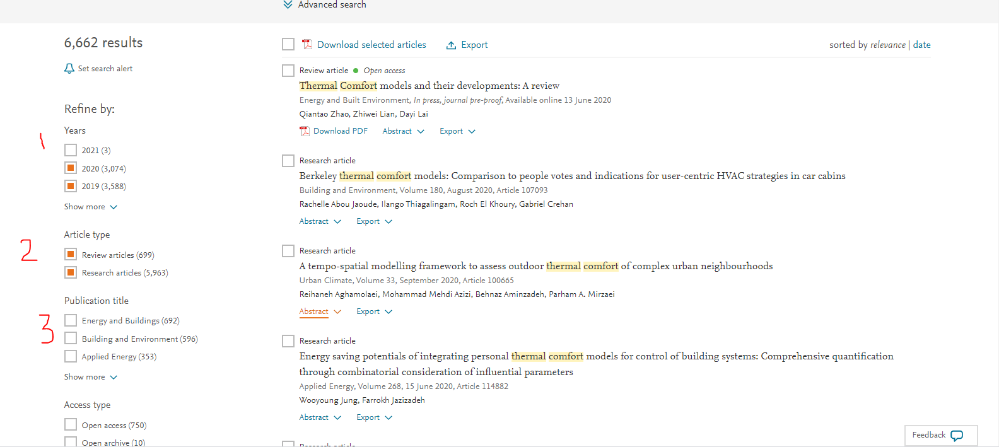 Advanced search
6,662 results
Set search alert
Refine by:
1
Years
2021 (3)
2020 (3,074)
2019 (3,588)
Show more
2
Article type
Review articles (699)
Research articles (5,963)
3
Publication title
Energy and Buildings (692)
Building and Environment (596)
Applied Energy (353)
Show more
Access type
Open access (750)
Open archive (10)
Download selected articles Export
sorted by relevance | date
Review article Open access
Thermal Comfort models and their developments: A review
Energy and Built Environment, In press, journal pre-proof, Available online 13 June 2020
Qiantao Zhao, Zhiwei Lian, Dayi Lai
Download PDF Abstract Export
Research article
Berkeley thermal comfort models: Comparison to people votes and indications for user-centric HVAC strategies in car cabins
Building and Environment, Volume 180, August 2020, Article 107093
Rachelle Abou Jaoude, Ilango Thiagalingam, Roch El Khoury, Gabriel Crehan
Abstract Export
Research article
A tempo-spatial modelling framework to assess outdoor thermal comfort of complex urban neighbourhoods
Urban Climate, Volume 33, September 2020, Article 100665
Reihaneh Aghamolaei, Mohammad Mehdi Azizi, Behnaz Aminzadeh, Parham A. Mirzaei
Abstract Export
Research article
Energy saving potentials of integrating personal thermal comfort models for control of building systems: Comprehensive quantification
through combinatorial consideration of influential parameters
Applied Energy, Volume 268, 15 June 2020, Article 114882
Wooyoung Jung, Farrokh Jazizadeh
Abstract Export
Research article
Feedback